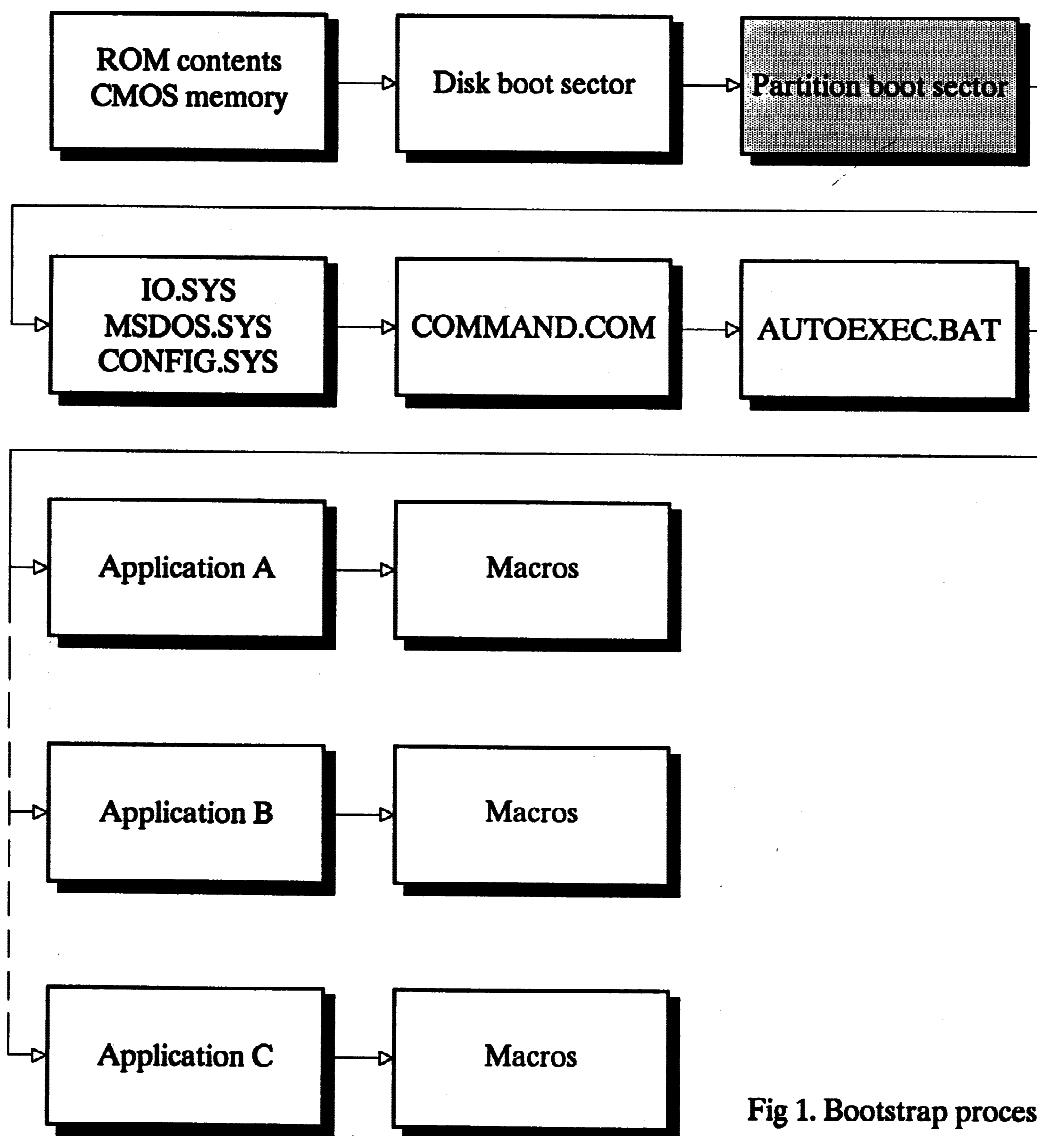 ROM contents
CMOS memory
Disk boot sector
Partition boot sector
IO.SYS
MSDOS.SYS
CONFIG.SYS
COMMAND.COM
AUTOEXEC.BAT
Application A
Macros
Application B
Macros
Application C
Macros
Fig 1. Bootstrap proces